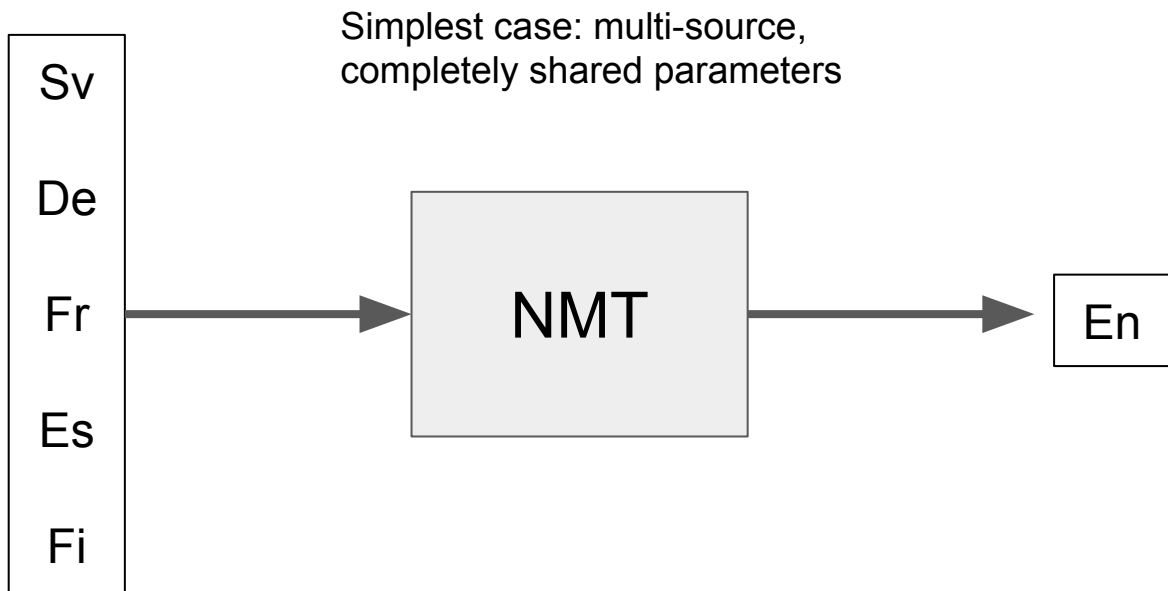 Simplest case: multi-source,
completely shared parameters
Sv
De
Fr
Es
Fi
NMT
En